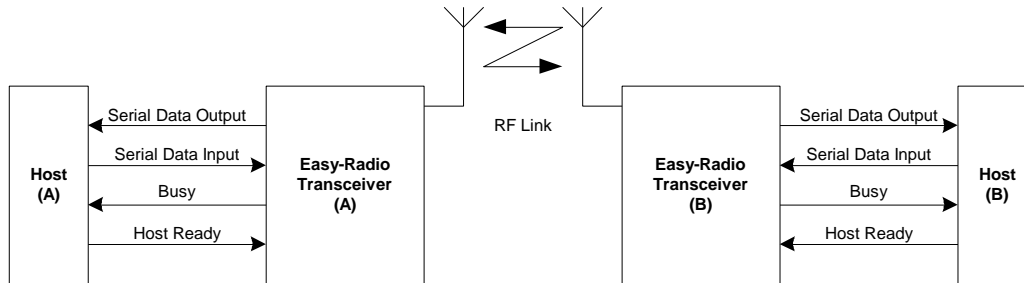 Serial Data Output
Serial Data Input
Busy
Host Ready
Host
(A)
Easy-Radio
Transceiver
(A)
RF Link
Easy-Radio
Transceiver
(B)
Serial Data Output
Serial Data Input
Busy
Host Ready
Host
(B)